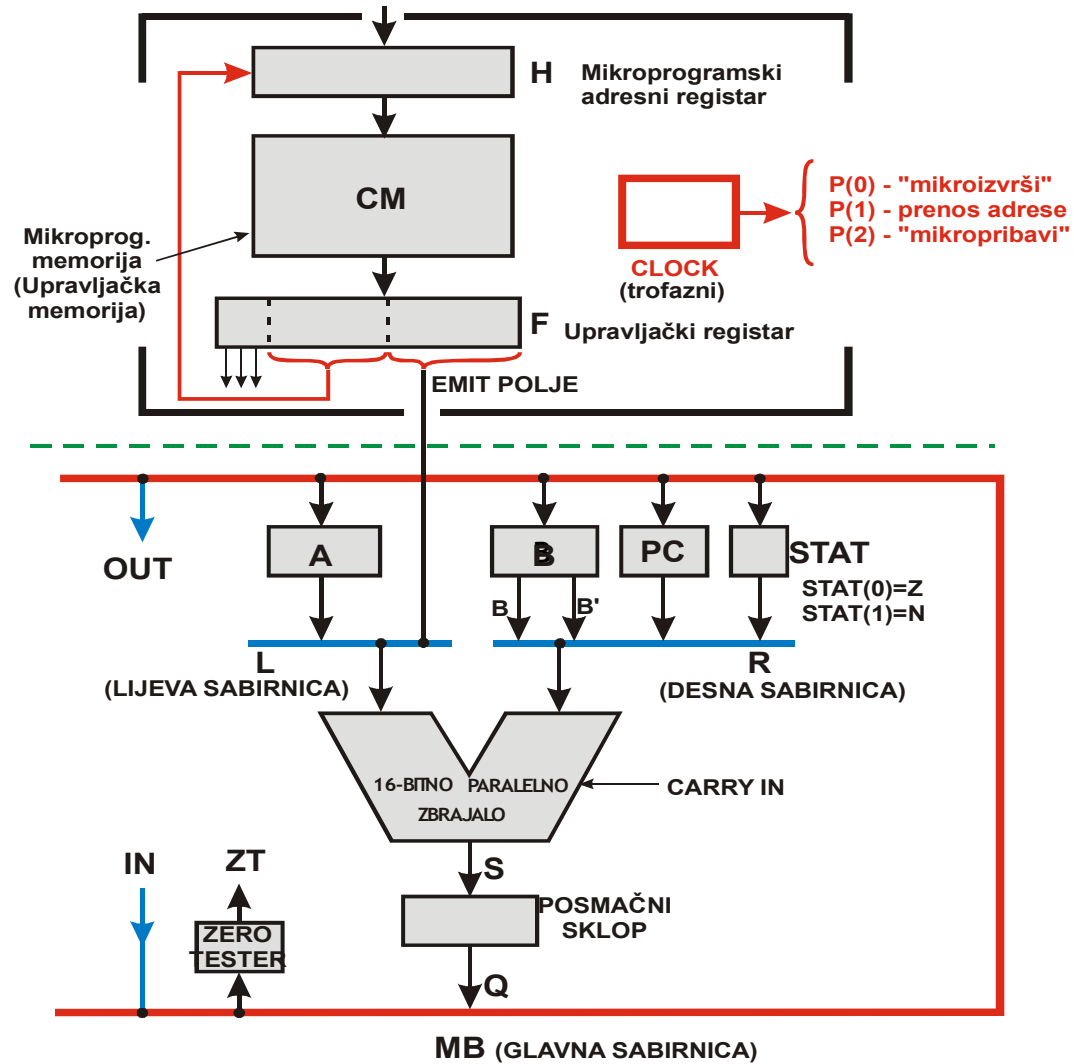 H Mikroprogramski
adresni registar
CM
P(0) - "mikroizvrši"
P(1) - prenos adrese
P(2) - "mikropribavi"
Mikroprog.
memorija
(Upravljačka
memorija)
CLOCK
(trofazni)
F Upravljački registar
EMIT POLJE
OUT
A
B
PC
STAT
STAT(0)=Z
STAT(1)=N
B
B'
L
(LIJEVA SABIRNICA)
R
(DESNA SABIRNICA)
16-BITNO PARALELNO
ZBRAJALO
CARRY IN
IN
ZT
S
POSMAČNI
SKLOP
ZERO
TESTER
Q
MB (GLAVNA SABIRNICA)